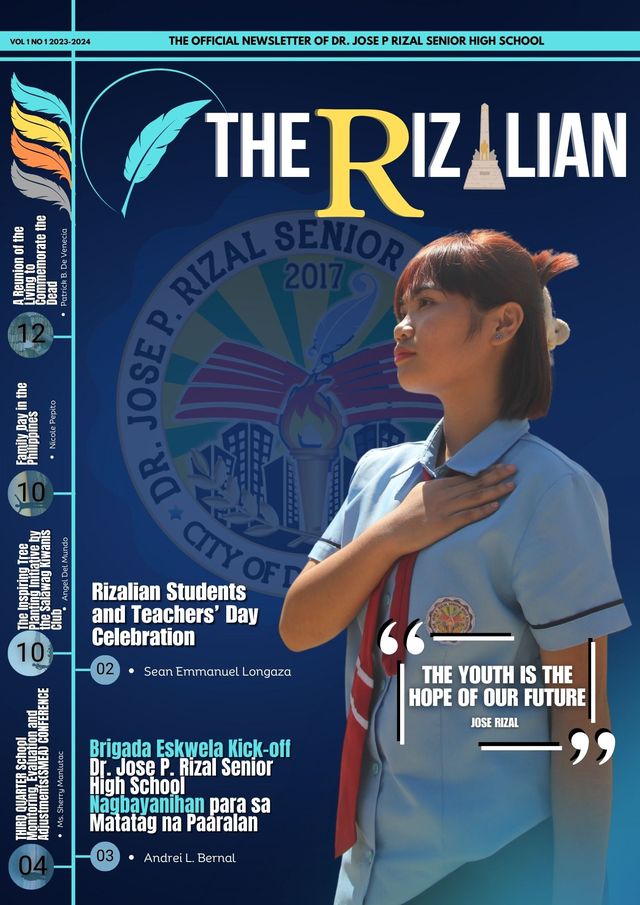 VOL 1 NO 1 2023-2024
THE OFFICIAL NEWSLETTER OF DR. JOSE P RIZAL SENIOR HIGH SCHOOL
THE RIZALIAN
A Reunion of the
Living to
Commemorate the
Dead
• Patrick B. De Venecia
12
Family Day in the
Philippines
• Nicole Pepito
10
The Inspiring Tree
Planting Initiative by
the Salawag Kiwanis
Club
• Angel Del Mundo
10
THIRD QUARTER School
Monitoring, Evaluation and
Adjustments(SMEA) CONFERENCE
• Ms. Sherry Manlutac
04
DR. JOSE P. RIZAL SENIOR
2017
CITY OF D
Rizalian Students
and Teachers' Day
Celebration
02 • Sean Emmanuel Longaza
Brigada Eskwela Kick-off
Dr. Jose P. Rizal Senior
High School
Nagbayanihan para sa
Matatag na Paaralan
03 • Andrei L. Bernal
“
THE YOUTH IS THE
HOPE OF OUR FUTURE
JOSE RIZAL
”